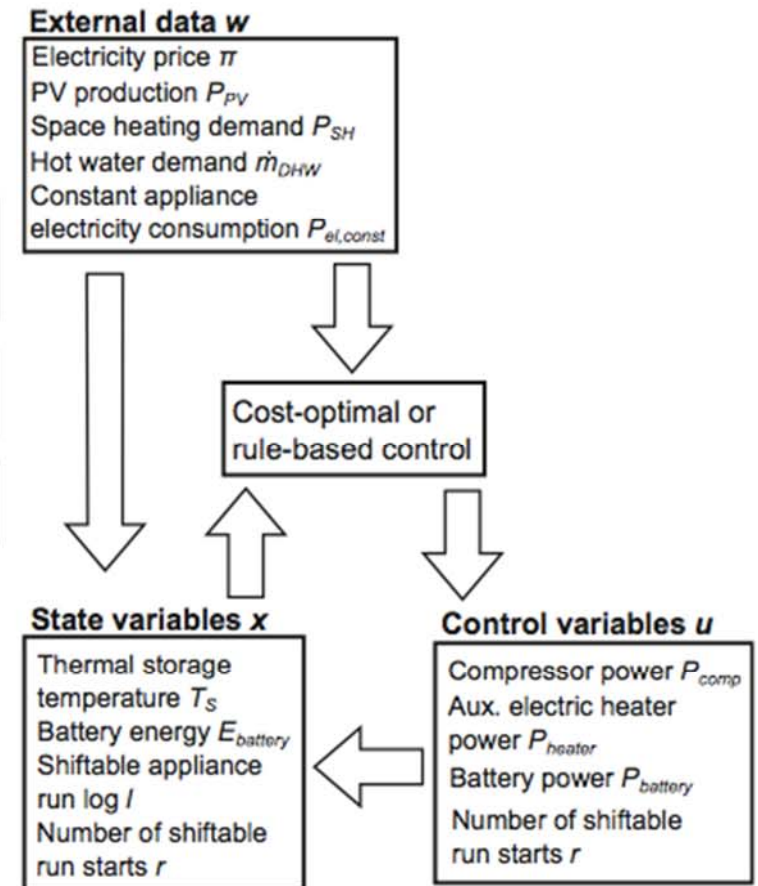 External data w
Electricity price π
PV production P_PV
Space heating demand P_SH
Hot water demand ṁ_DHW
Constant appliance
electricity consumption P_el,const
Cost-optimal or
rule-based control
State variables x
Thermal storage
temperature T_S
Battery energy E_battery
Shiftable appliance
run log l
Number of shiftable
run starts r
Control variables u
Compressor power P_comp
Aux. electric heater
power P_heater
Battery power P_battery
Number of shiftable
run starts r